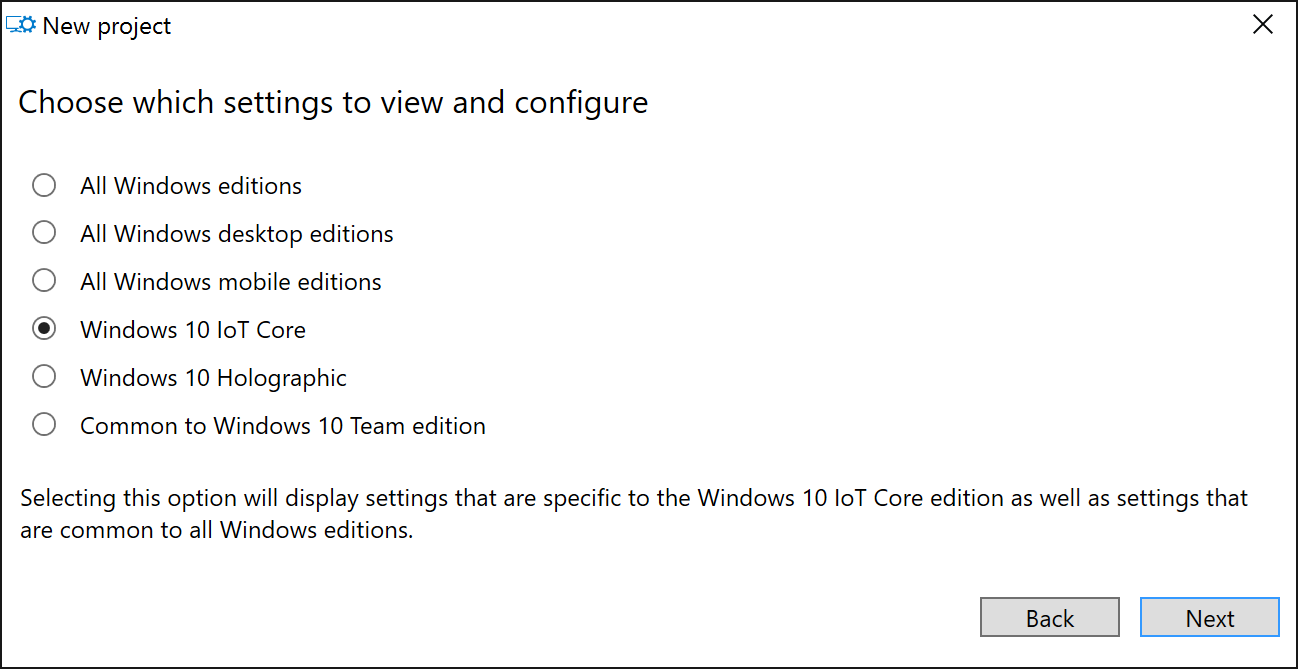 New project
Choose which settings to view and configure
All Windows editions
All Windows desktop editions
All Windows mobile editions
Windows 10 IoT Core
Windows 10 Holographic
Common to Windows 10 Team edition
Selecting this option will display settings that are specific to the Windows 10 IoT Core edition as well as settings that
are common to all Windows editions.
Back
Next